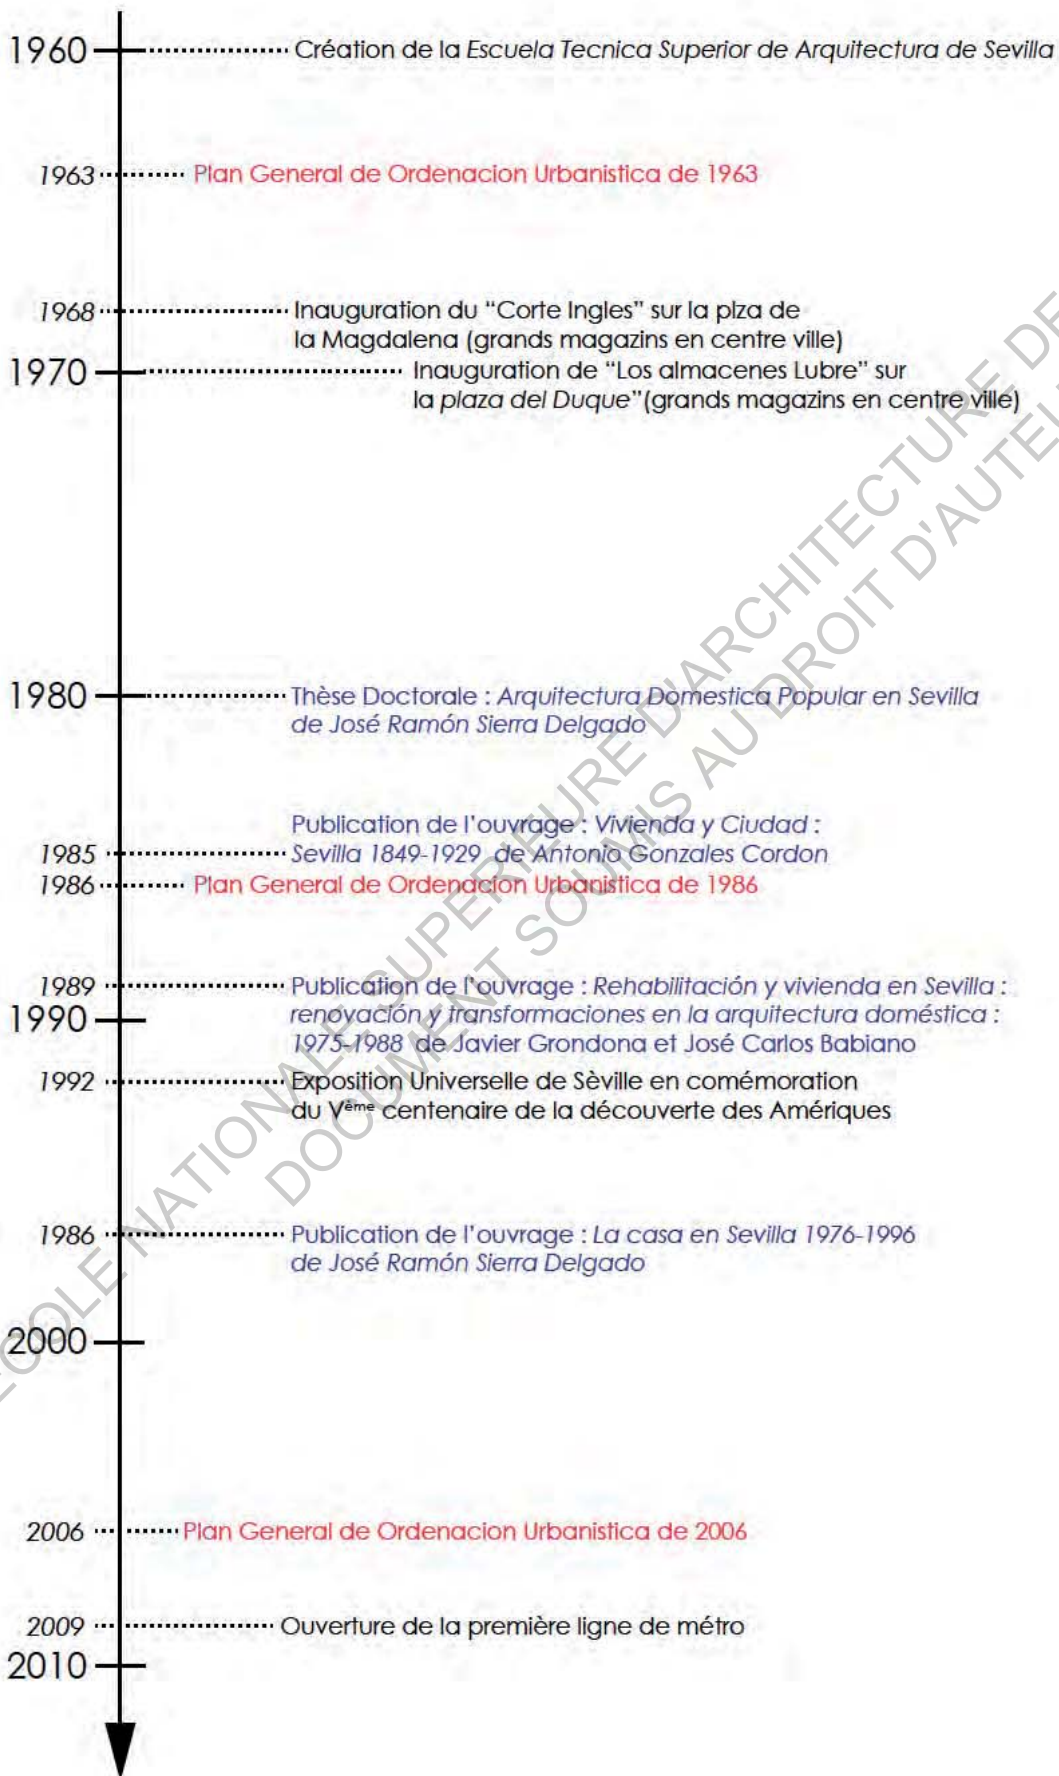 1960 Création de la Escuela Tecnica Superior de Arquitectura de Sevilla
1963 Plan General de Ordenacion Urbanistica de 1963
1968 Inauguration du “Corte Ingles” sur la plza de
la Magdalena (grands magazins en centre ville)
1970 Inauguration de “Los almacenes Lubre” sur
la plaza del Duque”(grands magazins en centre ville)
1980 Thèse Doctorale : Arquitectura Domestica Popular en Sevilla
de José Ramón Sierra Delgado
Publication de l’ouvrage : Vivienda y Ciudad :
1985 Sevilla 1849-1929 de Antonio Gonzales Cordon
1986 Plan General de Ordenacion Urbanistica de 1986
1989 Publication de l’ouvrage : Rehabilitación y vivienda en Sevilla :
1990 renovación y transformaciones en la arquitectura doméstica :
1975-1988 de Javier Grondona et José Carlos Babiano
1992 Exposition Universelle de Sèville en comémoration
du Vème centenaire de la découverte des Amériques
1986 Publication de l’ouvrage : La casa en Sevilla 1976-1996
de José Ramón Sierra Delgado
2000
2006 Plan General de Ordenacion Urbanistica de 2006
2009 Ouverture de la première ligne de métro
2010
ECOLE NATIONALE SUPERIEURE D'ARCHITECTURE DE
DOCUMENT SOUMIS AU DROIT D'AUTEU